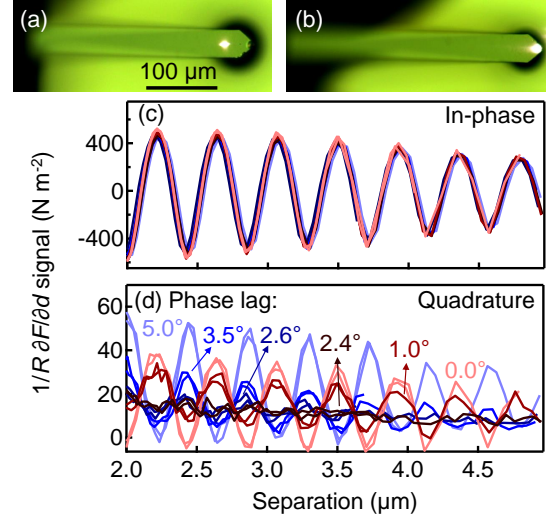 (a)
(b)
100 µm
(c)
In-phase
400
0
-400
1/R ∂F/∂d signal (N m⁻²)
(d) Phase lag:
Quadrature
60
40
20
0
5.0°
3.5°
2.6°
2.4°
1.0°
0.0°
2.0 2.5 3.0 3.5 4.0 4.5
Separation (µm)